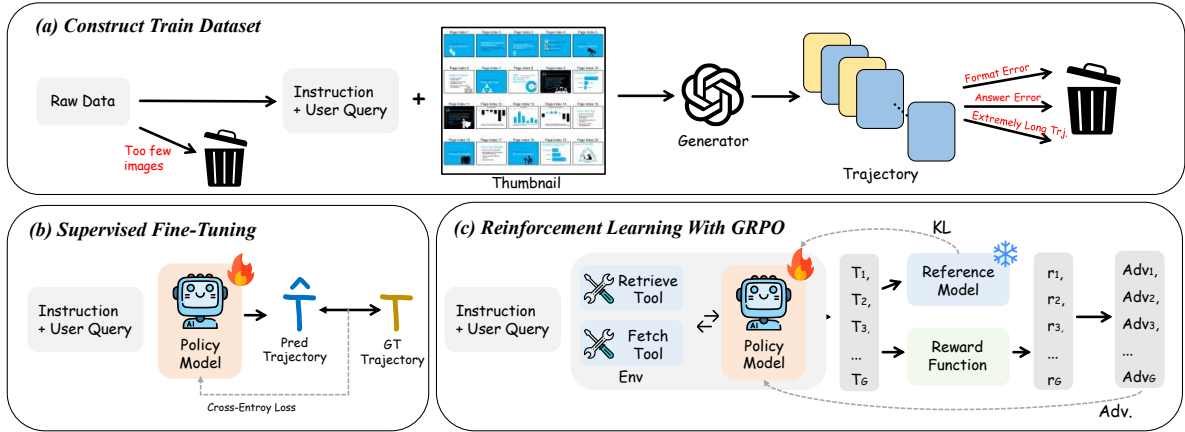 (a) Construct Train Dataset
Raw Data
Too few
images
Instruction
+ User Query
+
Thumbnail
Generator
Trajectory
Format Error
Answer Error
Extremely Long Trj.
(b) Supervised Fine-Tuning
Instruction
+ User Query
AI
Policy
Model
T̂
Pred
Trajectory
T
GT
Trajectory
Cross-Entroy Loss
(c) Reinforcement Learning With GRPO
Instruction
+ User Query
Retrieve
Tool
Fetch
Tool
Env
AI
Policy
Model
KL
T1,
T2,
T3,
...
TG
Reference
Model
Reward
Function
r1,
r2,
r3,
...
rG
Adv1,
Adv2,
Adv3,
...
AdvG
Adv.